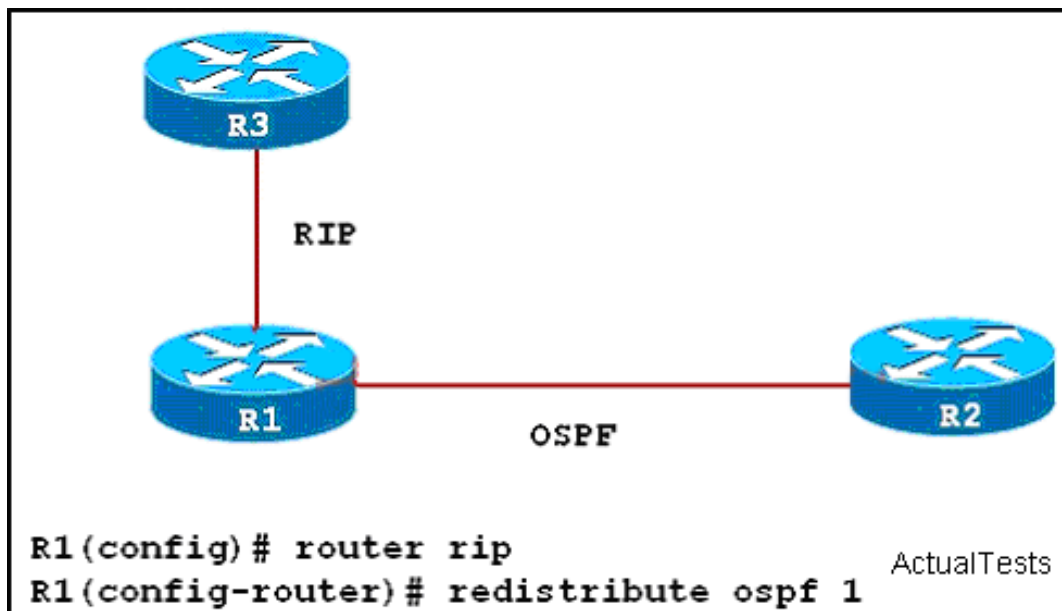 R3
RIP
R1
R2
OSPF
R1(config)# router rip
R1(config-router)# redistribute ospf 1
ActualTests